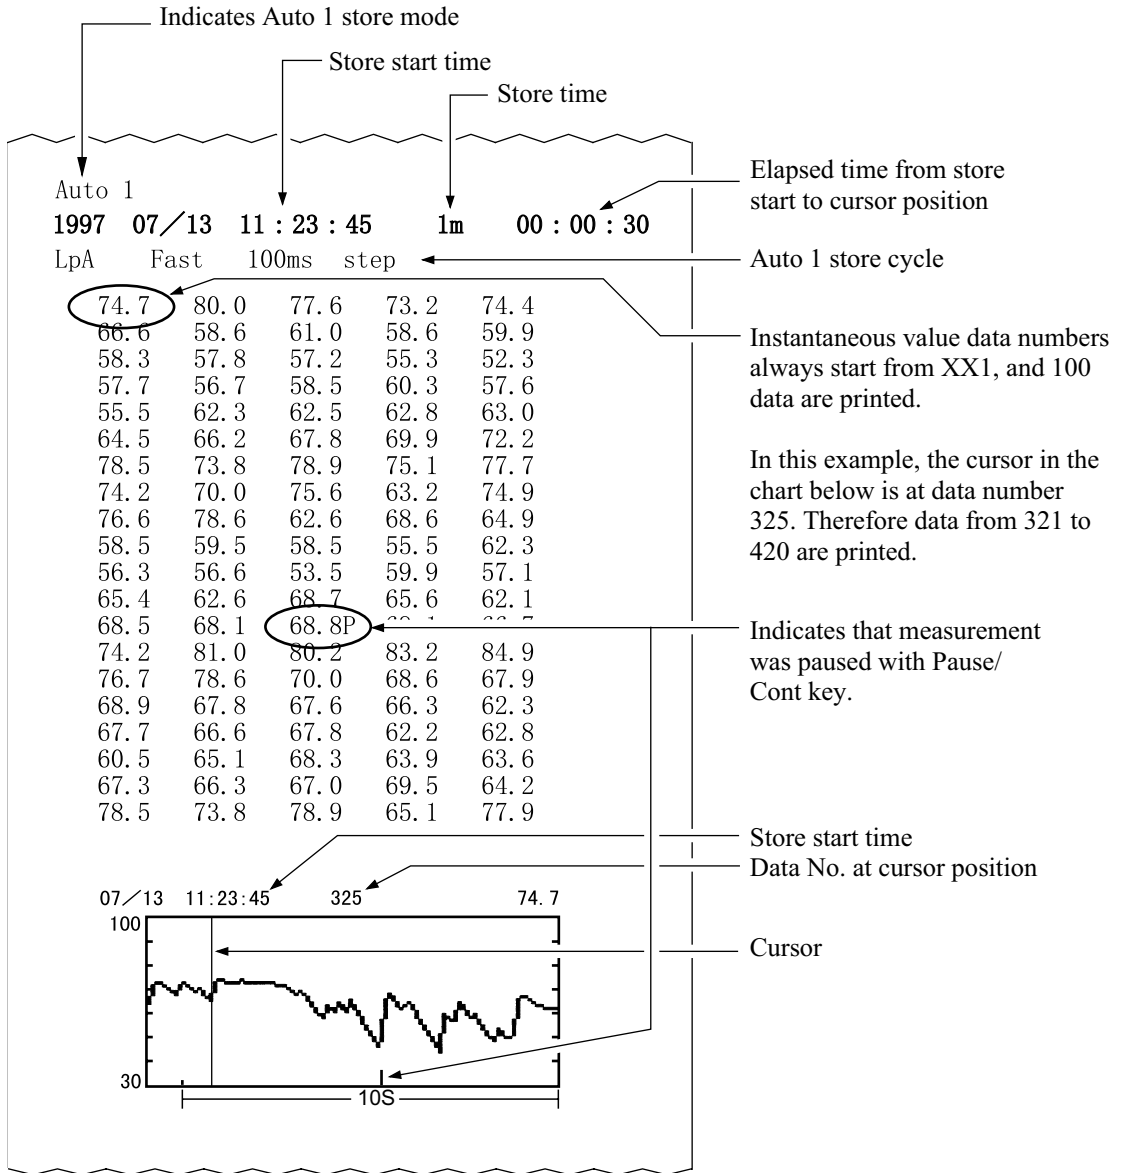 Indicates Auto 1 store mode
Store start time
Store time
Auto 1
1997 07/13 11:23:45 1m 00:00:30
LpA Fast 100ms step
Elapsed time from store
start to cursor position
Auto 1 store cycle
74.7 80.0 77.6 73.2 74.4
66.6 58.6 61.0 58.6 59.9
58.3 57.8 57.2 55.3 52.3
57.7 56.7 58.5 60.3 57.6
55.5 62.3 62.5 62.8 63.0
64.5 66.2 67.8 69.9 72.2
78.5 73.8 78.9 75.1 77.7
74.2 70.0 75.6 63.2 74.9
76.6 78.6 62.6 68.6 64.9
58.5 59.5 58.5 55.5 62.3
56.3 56.6 53.5 59.9 57.1
65.4 62.6 68.7 65.6 62.1
68.5 68.1 68.8P
74.2 81.0 80.2 83.2 84.9
76.7 78.6 70.0 68.6 67.9
68.9 67.8 67.6 66.3 62.3
67.7 66.6 67.8 62.2 62.8
60.5 65.1 68.3 63.9 63.6
67.3 66.3 67.0 69.5 64.2
78.5 73.8 78.9 65.1 77.9
Instantaneous value data numbers
always start from XX1, and 100
data are printed.
In this example, the cursor in the
chart below is at data number
325. Therefore data from 321 to
420 are printed.
Indicates that measurement
was paused with Pause/
Cont key.
Store start time
Data No. at cursor position
07/13 11:23:45 325 74.7
100
Cursor
30
10S